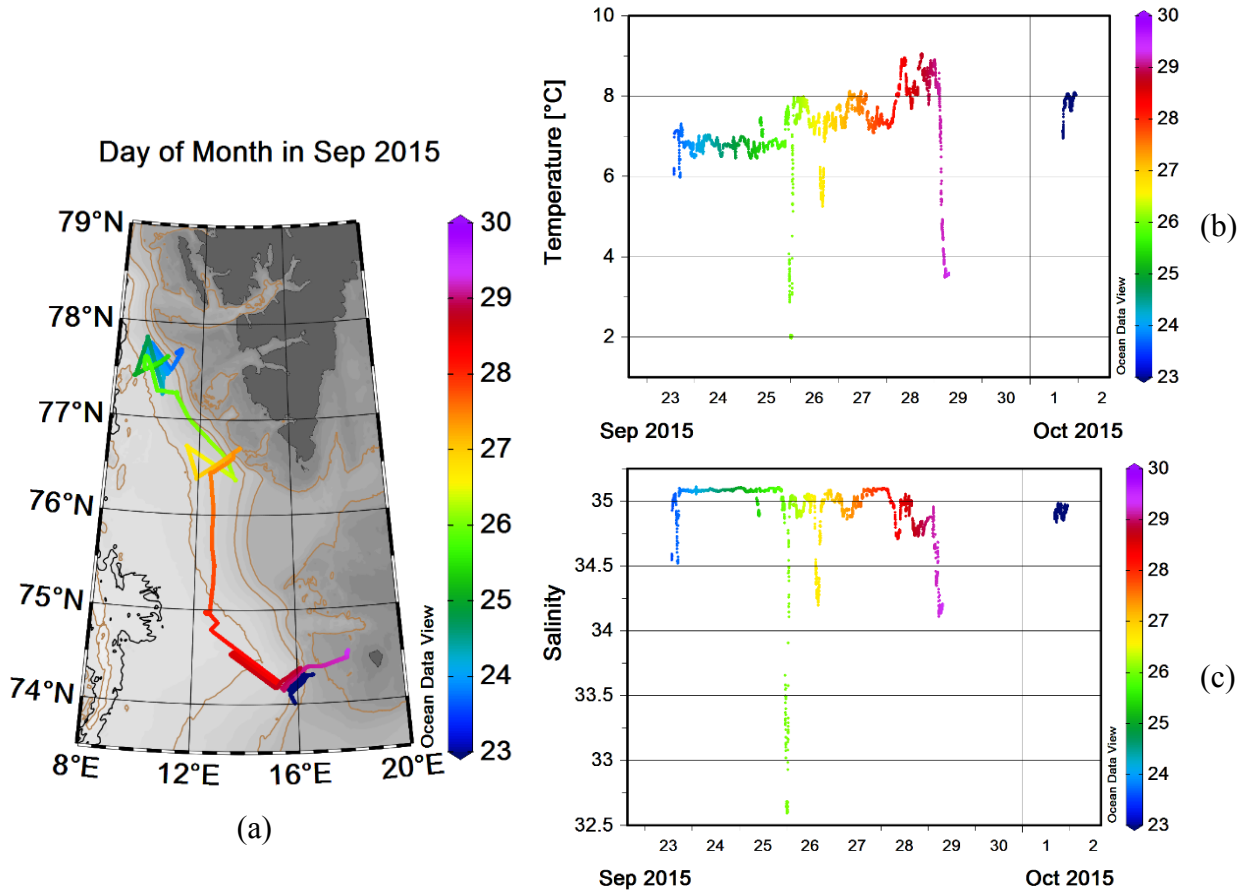 Day of Month in Sep 2015
79°N
78°N
77°N
76°N
75°N
74°N
8°E
12°E
16°E
20°E
Ocean Data View
30
29
28
27
26
25
24
23
(a)
Temperature [°C]
10
8
6
4
2
23 24 25 26 27 28 29 30 1 2
Sep 2015 Oct 2015
Ocean Data View
30
29
28
27
26
25
24
23
(b)
Salinity
35
34.5
34
33.5
33
32.5
23 24 25 26 27 28 29 30 1 2
Sep 2015 Oct 2015
Ocean Data View
30
29
28
27
26
25
24
23
(c)